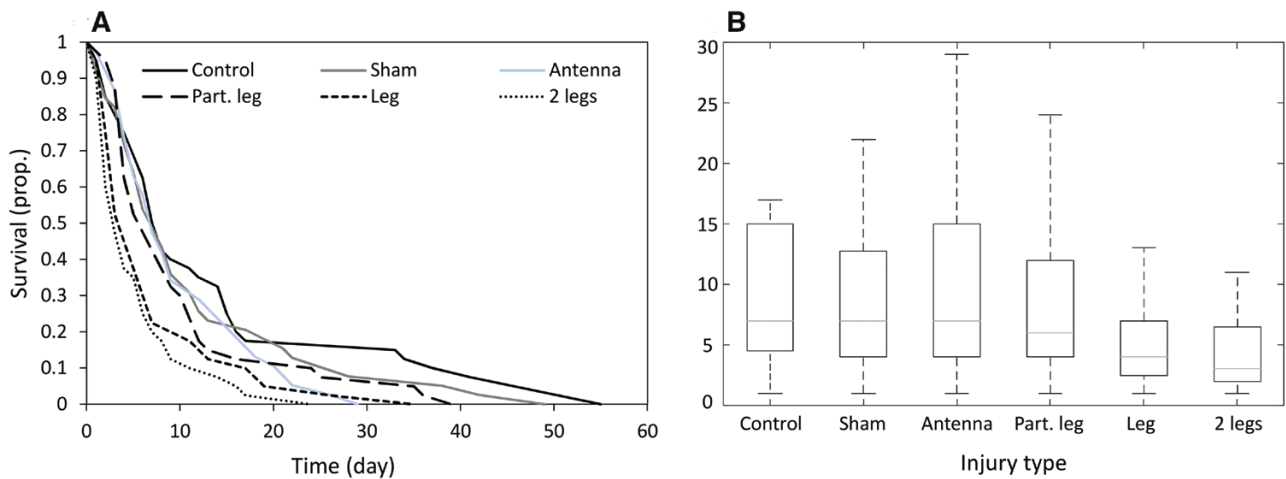 A
1
0.9
0.8
0.7
0.6
0.5
0.4
0.3
0.2
0.1
0
Survival (prop.)
Control Sham Antenna
Part. leg Leg 2 legs
0 10 20 30 40 50 60
Time (day)
B
30
25
20
15
10
5
0
Control Sham Antenna Part. leg Leg 2 legs
Injury type